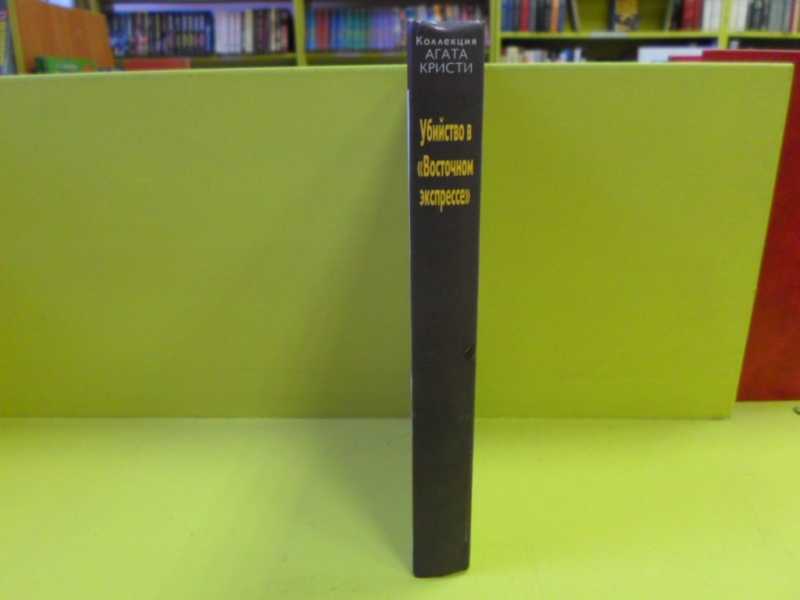 Коллекция
АГАТА
КРИСТИ
Убийство в
«Восточном
экспрессе»